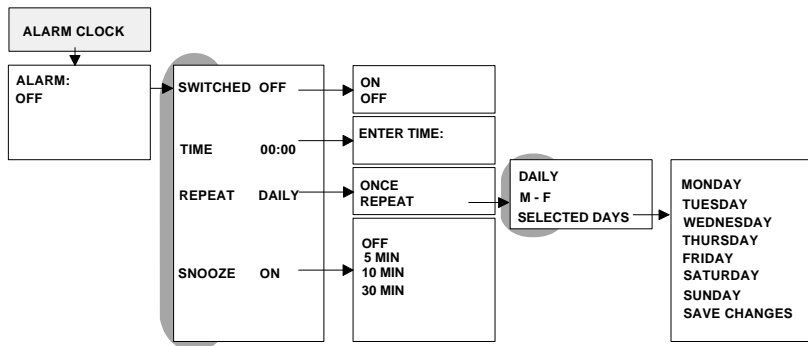 ALARM CLOCK
ALARM:
OFF
SWITCHED OFF
TIME 00:00
REPEAT DAILY
SNOOZE ON
ON
OFF
ENTER TIME:
ONCE
REPEAT
OFF
5 MIN
10 MIN
30 MIN
DAILY
M - F
SELECTED DAYS
MONDAY
TUESDAY
WEDNESDAY
THURSDAY
FRIDAY
SATURDAY
SUNDAY
SAVE CHANGES